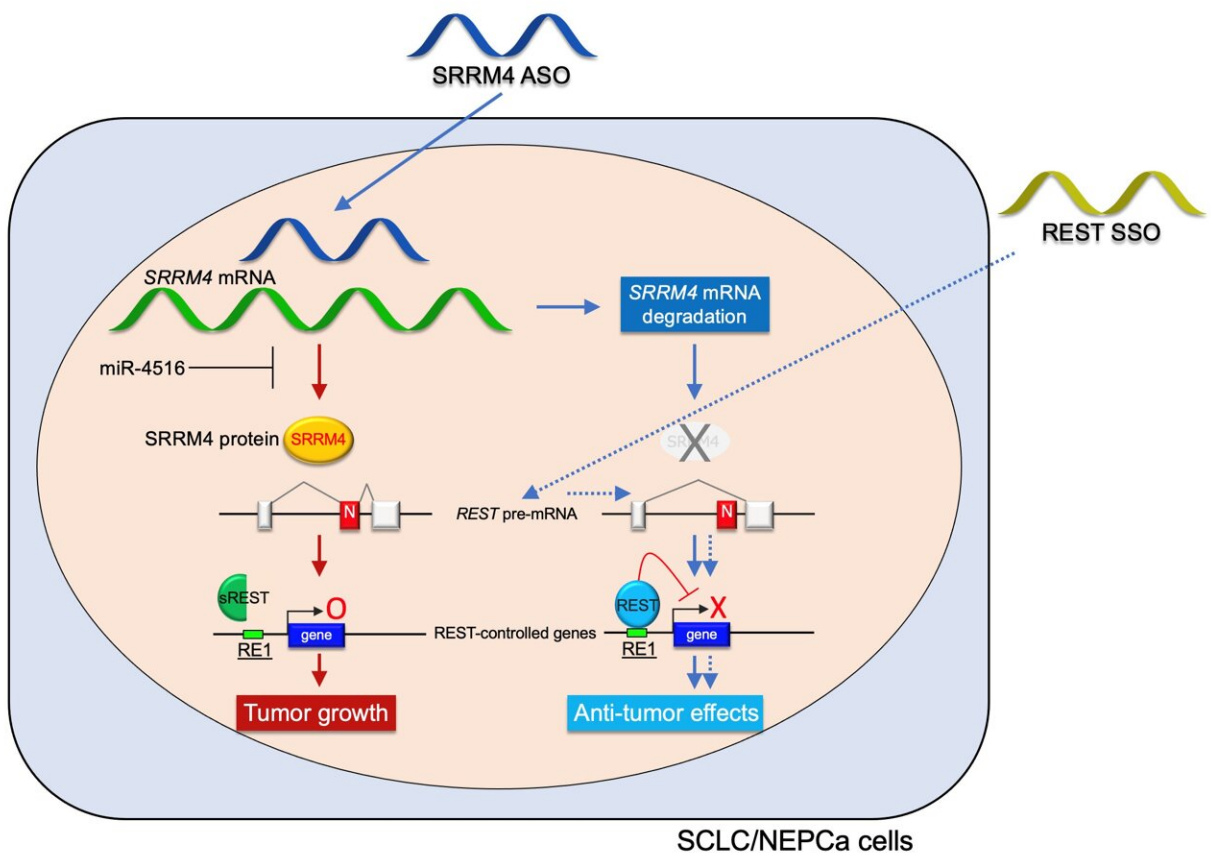 SRRM4 ASO
REST SSO
SRRM4 mRNA
SRRM4 mRNA
degradation
miR-4516
SRRM4 protein
SRRM4
SRRM4
X
N
REST pre-mRNA
N
sREST
O
gene
RE1
REST-controlled genes
REST
X
gene
RE1
Tumor growth
Anti-tumor effects
SCLC/NEPCa cells